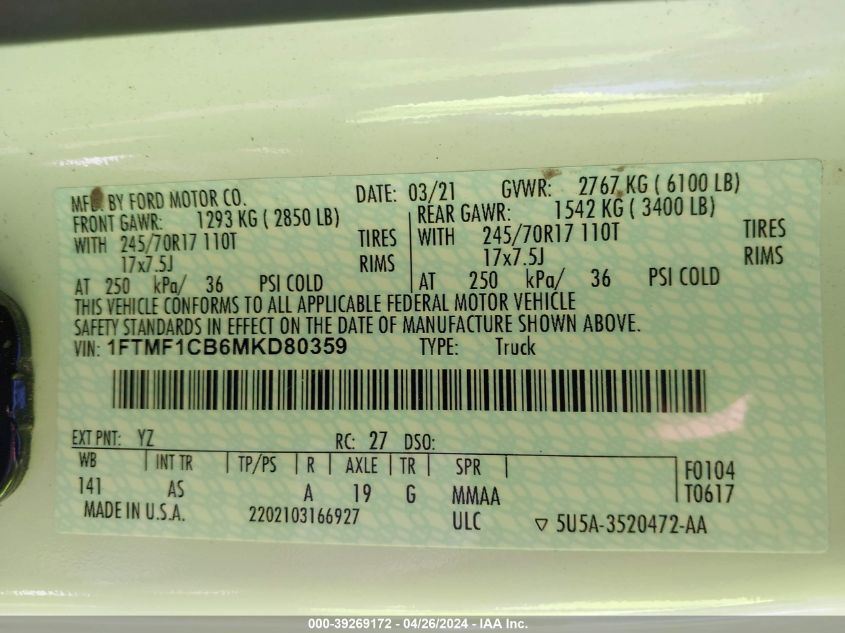 MFD. BY FORD MOTOR CO. DATE: 03/21 GVWR: 2767 KG ( 6100 LB)
FRONT GAWR: 1293 KG ( 2850 LB) REAR GAWR: 1542 KG ( 3400 LB)
WITH 245/70R17 110T TIRES WITH 245/70R17 110T TIRES
17x7.5J RIMS 17x7.5J RIMS
AT 250 kPa/ 36 PSI COLD AT 250 kPa/ 36 PSI COLD
THIS VEHICLE CONFORMS TO ALL APPLICABLE FEDERAL MOTOR VEHICLE
SAFETY STANDARDS IN EFFECT ON THE DATE OF MANUFACTURE SHOWN ABOVE.
VIN: 1FTMF1CB6MKD80359 TYPE: Truck
EXT PNT: YZ RC: 27 DSO:
WB INT TR TP/PS R AXLE TR SPR F0104
141 AS A 19 G MMAA T0617
MADE IN U.S.A. 2202103166927 ULC ▽ 5U5A-3520472-AA
000-39269172 - 04/26/2024 - IAA Inc.